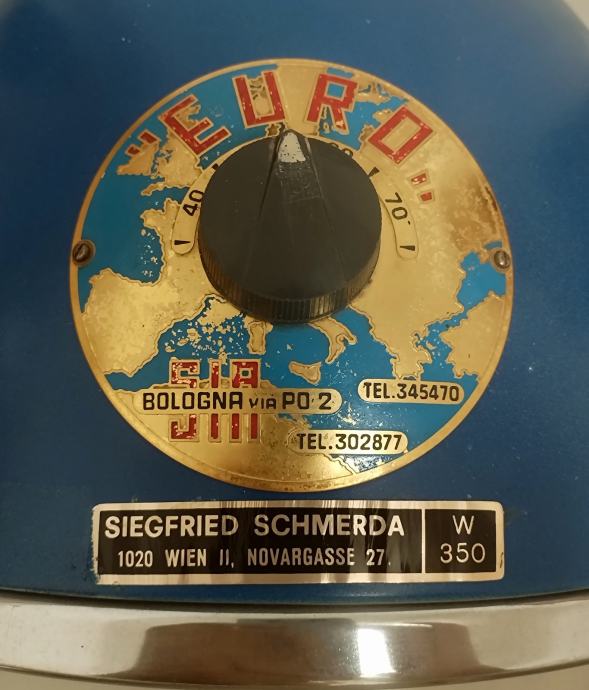 "EURO"
40
70
SIA
BOLOGNA VIA PO 2
TEL.345470
TEL.302877
SIEGFRIED SCHMERDA
1020 WIEN II, NOVARGASSE 27.
W
350